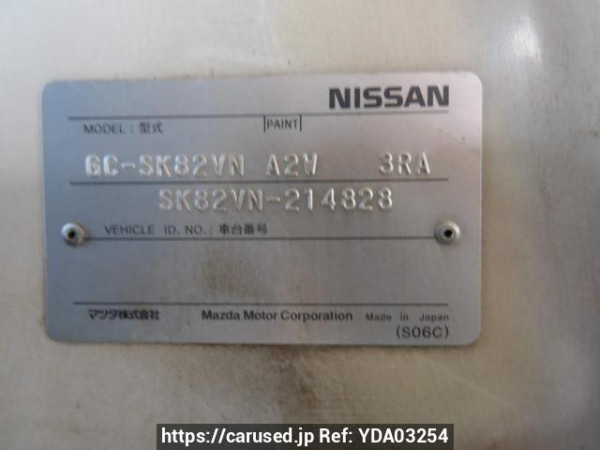 NISSAN
MODEL : 型式 |PAINT|
GC-SK82VN A2W 3RA
SK82VN-214828
VEHICLE ID. NO. : 車台番号
マツダ株式会社 Mazda Motor Corporation Made in Japan
(S06C)
https://carused.jp Ref: YDA03254